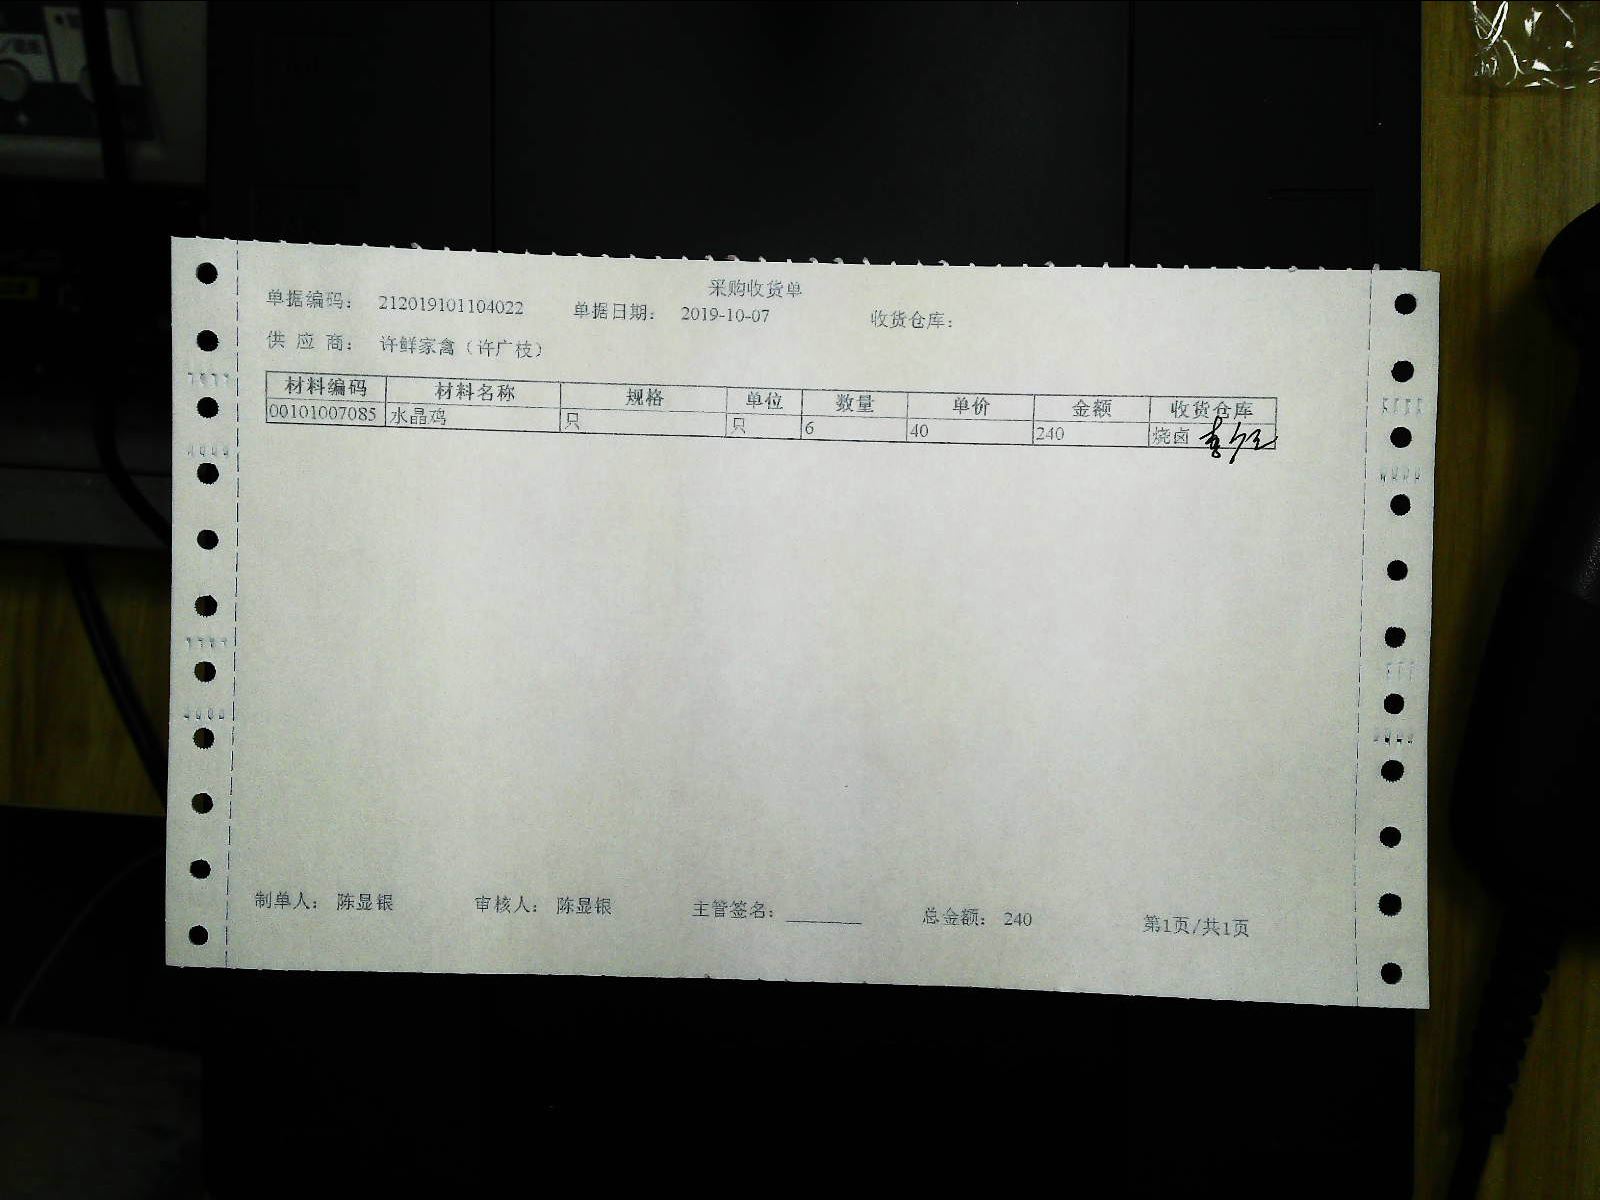 采购收货单
单据编码: 212019101104022 单据日期: 2019-10-07 收货仓库:
供 应 商: 许鲜家禽(许广枝)
材料编码 材料名称 规格 单位 数量 单价 金额 收货仓库
00101007085 水晶鸡 只 只 6 40 240 烧卤
制单人: 陈显银 审核人: 陈显银 主管签名: 总金额: 240 第1页/共1页